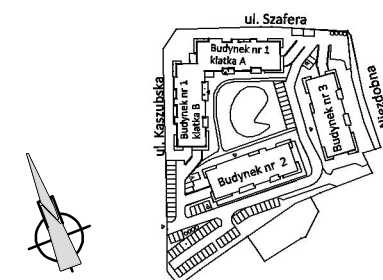 ul. Szafera
Budynek nr 1
klatka A
ul. Kaszubska
Budynek nr 1
klatka B
Budynek nr 3
Budynek nr 2